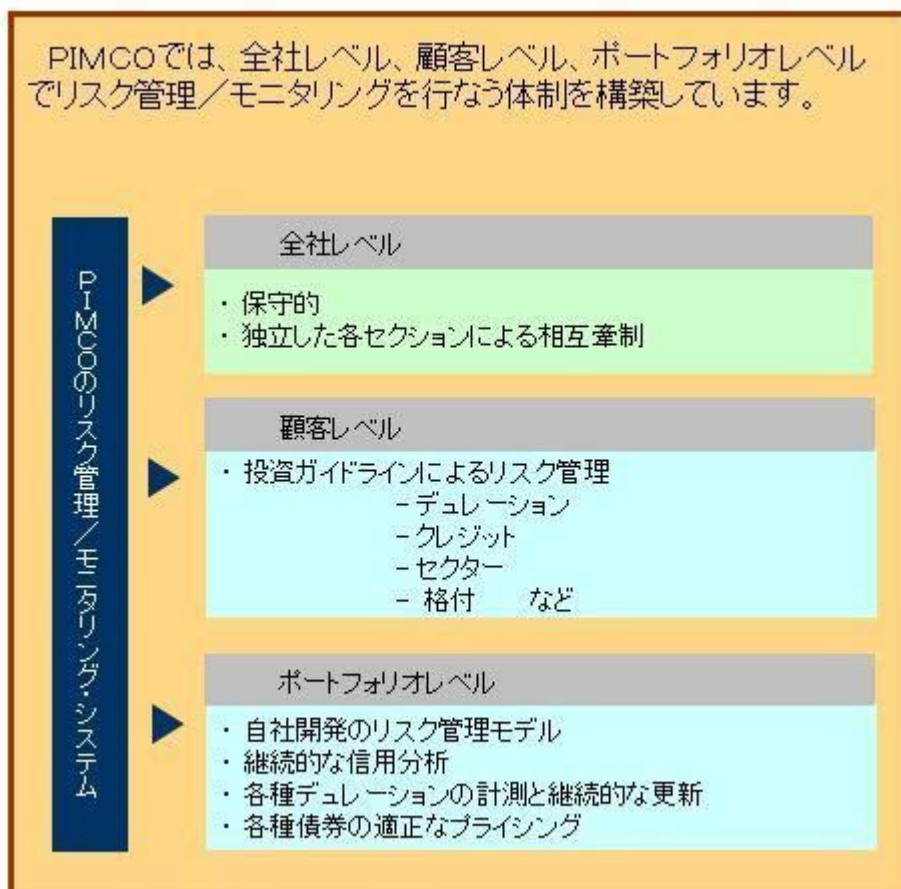 PIMCOでは、全社レベル、顧客レベル、ポートフォリオレベル
でリスク管理／モニタリングを行なう体制を構築しています。
PIMCOのリスク管理／モニタリング・システム
全社レベル
・ 保守的
・ 独立した各セクションによる相互牽制
顧客レベル
・ 投資ガイドラインによるリスク管理
－デュレーション
－クレジット
－セクター
－ 格付　　など
ポートフォリオレベル
・ 自社開発のリスク管理モデル
・ 継続的な信用分析
・ 各種デュレーションの計測と継続的な更新
・ 各種債券の適正なプライシング